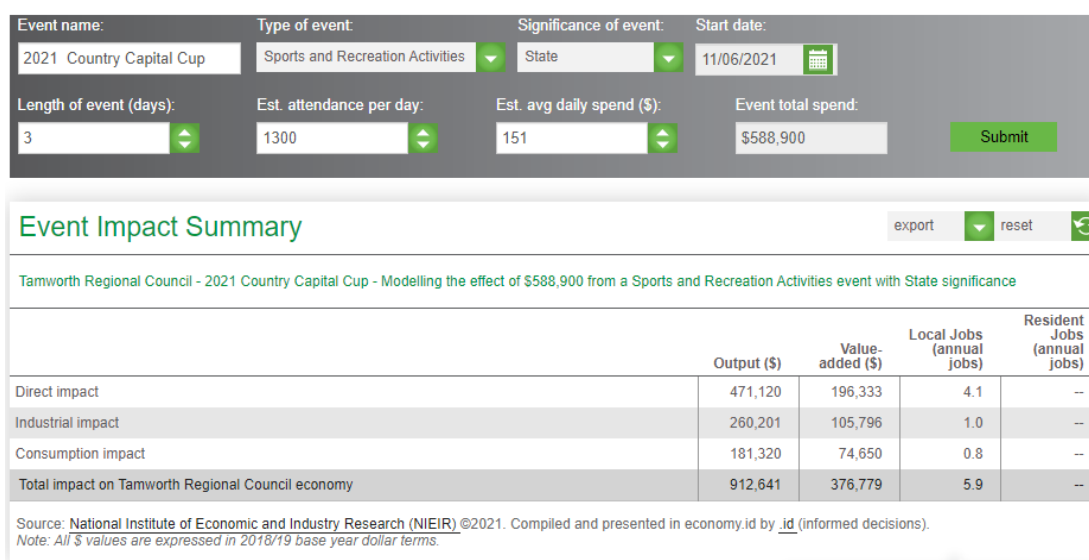 Event name: Type of event: Significance of event: Start date:
2021 Country Capital Cup Sports and Recreation Activities State 11/06/2021
Length of event (days): Est. attendance per day: Est. avg daily spend ($): Event total spend:
3 1300 151 $588,900 Submit
Event Impact Summary export reset
Tamworth Regional Council - 2021 Country Capital Cup - Modelling the effect of $588,900 from a Sports and Recreation Activities event with State significance
Output ($) Value-added ($) Local Jobs (annual jobs) Resident Jobs (annual jobs)
Direct impact 471,120 196,333 4.1 --
Industrial impact 260,201 105,796 1.0 --
Consumption impact 181,320 74,650 0.8 --
Total impact on Tamworth Regional Council economy 912,641 376,779 5.9 --
Source: National Institute of Economic and Industry Research (NIEIR) ©2021. Compiled and presented in economy.id by .id (informed decisions).
Note: All $ values are expressed in 2018/19 base year dollar terms.